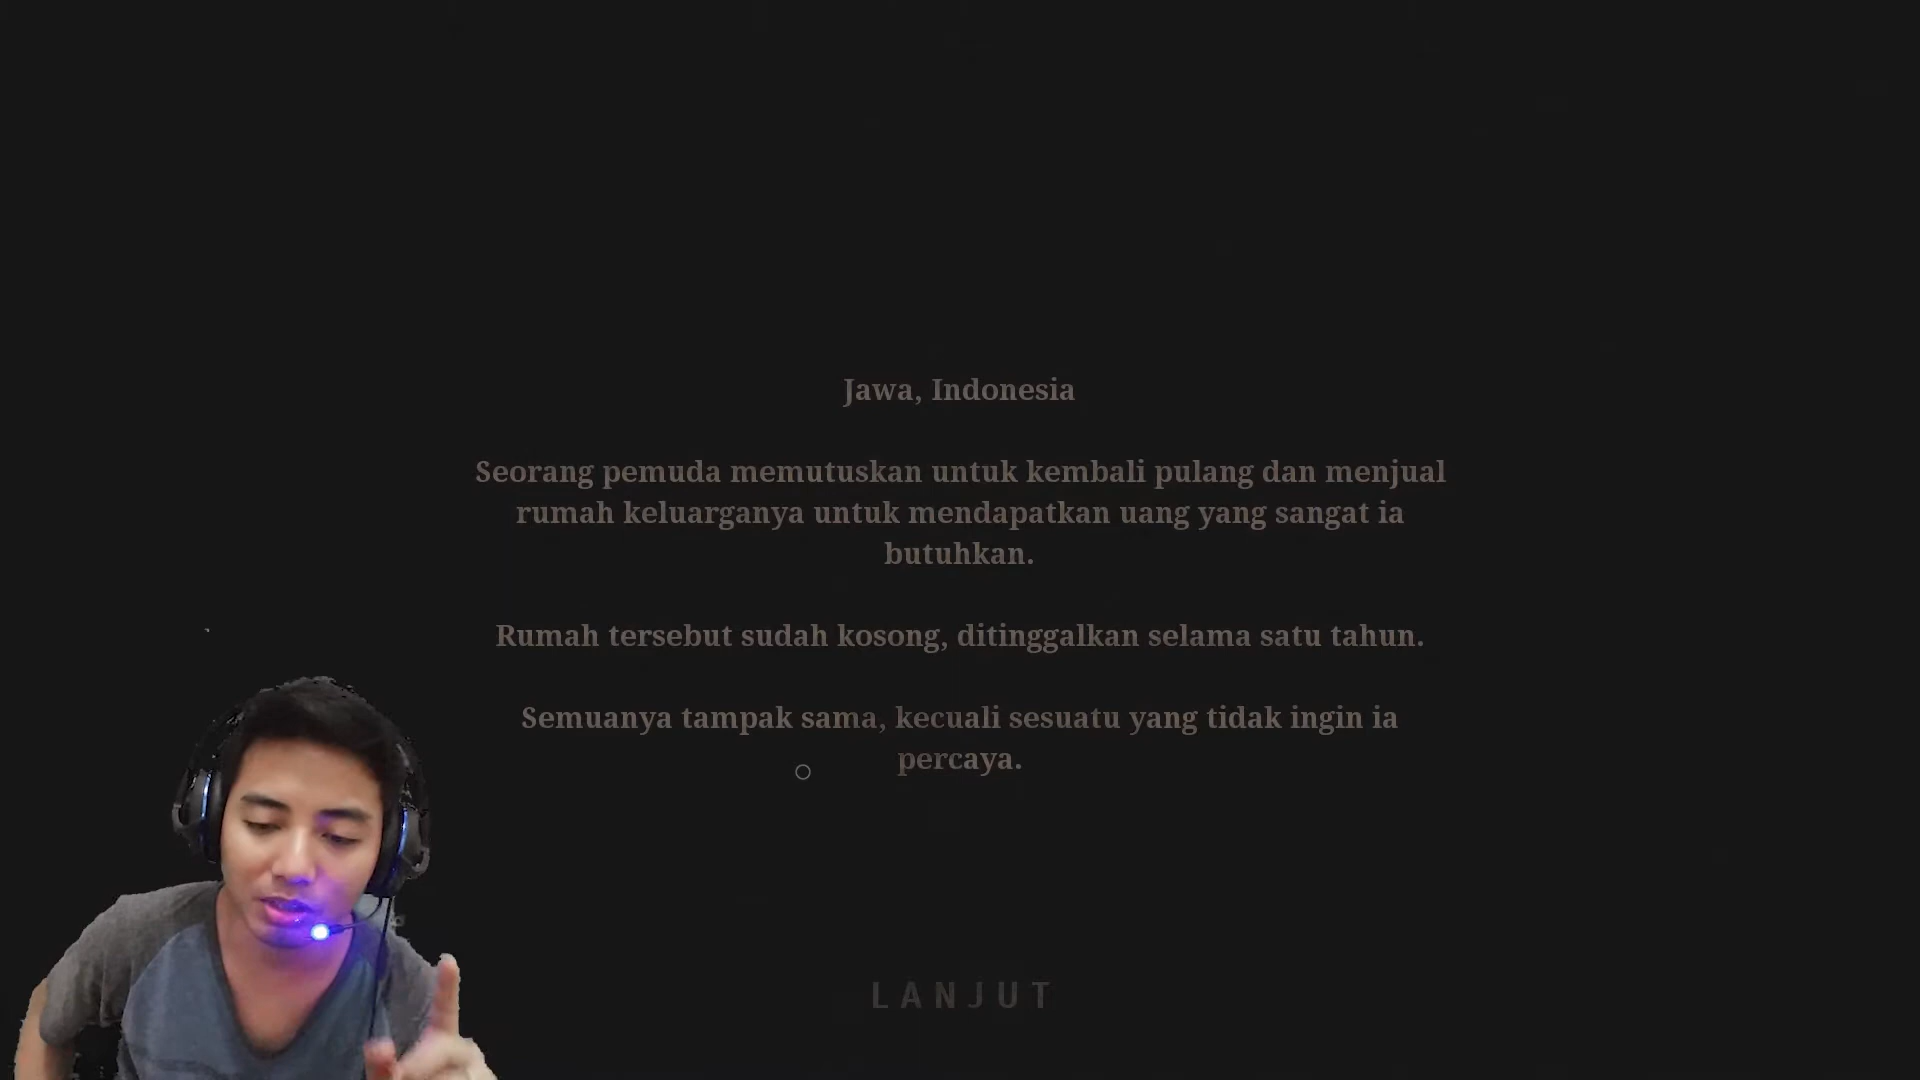 Jawa, Indonesia
Seorang pemuda memutuskan untuk kembali pulang dan menjual
rumah keluarganya untuk mendapatkan uang yang sangat ia
butuhkan.
Rumah tersebut sudah kosong, ditinggalkan selama satu tahun.
Semuanya tampak sama, kecuali sesuatu yang tidak ingin ia
percaya.
LANJUT